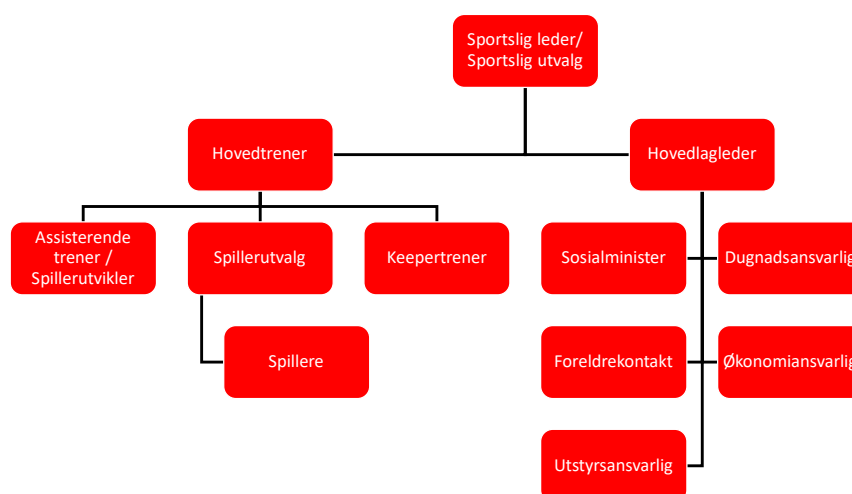 Sportslig leder/
Sportslig utvalg
Hovedtrener
Hovedlagleder
Assisterende
trener /
Spillerutvikler
Spillerutvalg
Keepertrener
Sosialminister
Dugnadsansvarlig
Spillere
Foreldrekontakt
Økonomiansvarlig
Utstyrsansvarlig